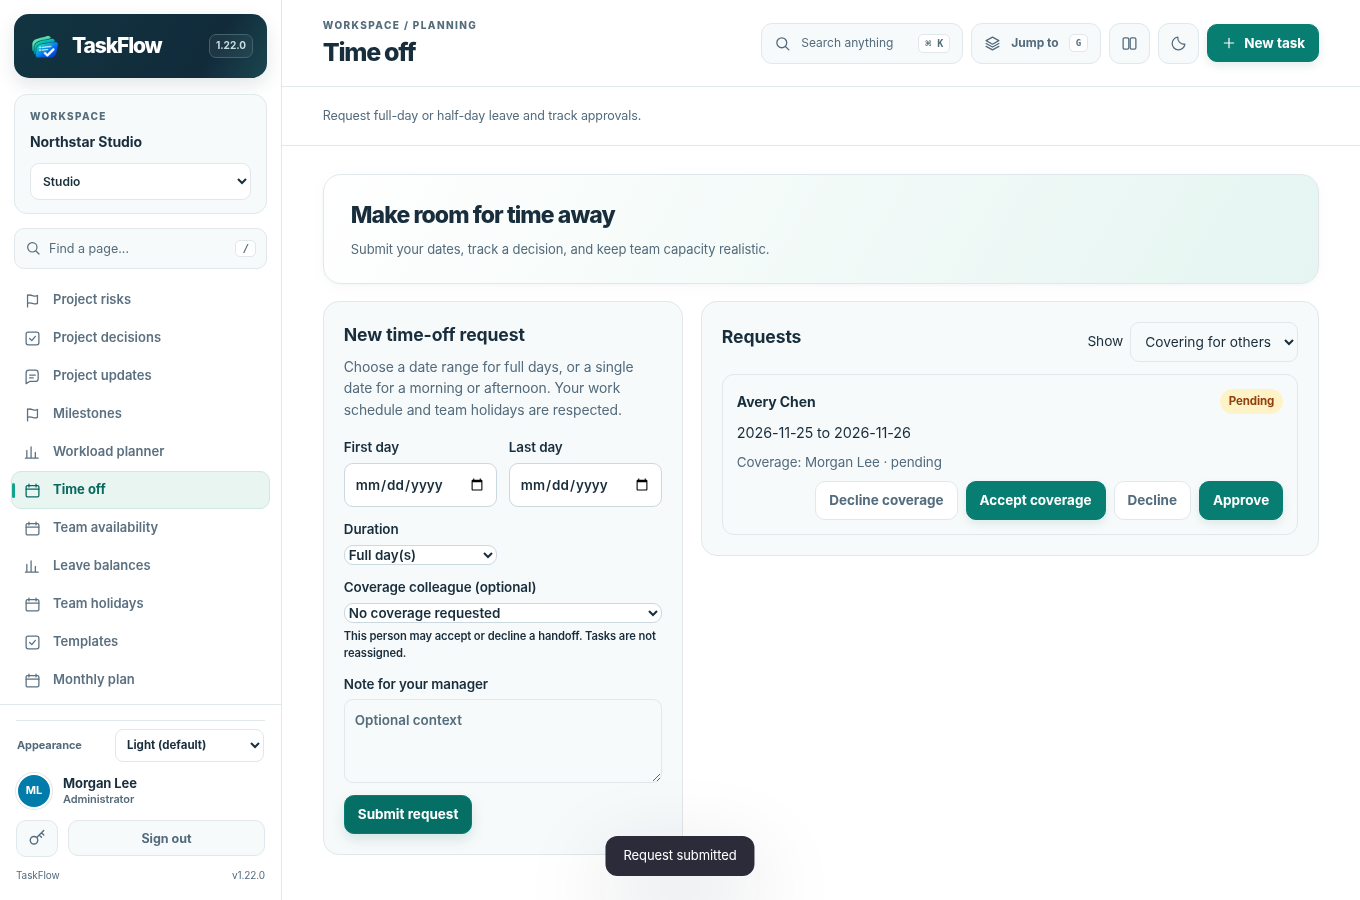 TaskFlow
1.22.0
WORKSPACE
Northstar Studio
Studio
Find a page...
/
Project risks
Project decisions
Project updates
Milestones
Workload planner
Time off
Team availability
Leave balances
Team holidays
Templates
Monthly plan
Appearance
Light (default)
ML
Morgan Lee
Administrator
Sign out
TaskFlow
v1.22.0
WORKSPACE / PLANNING
Time off
Search anything
⌘ K
Jump to
G
New task
Request full-day or half-day leave and track approvals.
Make room for time away
Submit your dates, track a decision, and keep team capacity realistic.
New time-off request
Choose a date range for full days, or a single
date for a morning or afternoon. Your work
schedule and team holidays are respected.
First day
Last day
mm/dd/yyyy
mm/dd/yyyy
Duration
Full day(s)
Coverage colleague (optional)
No coverage requested
This person may accept or decline a handoff. Tasks are not
reassigned.
Note for your manager
Optional context
Submit request
Requests
Show
Covering for others
Avery Chen
Pending
2026-11-25 to 2026-11-26
Coverage: Morgan Lee · pending
Decline coverage
Accept coverage
Decline
Approve
Request submitted